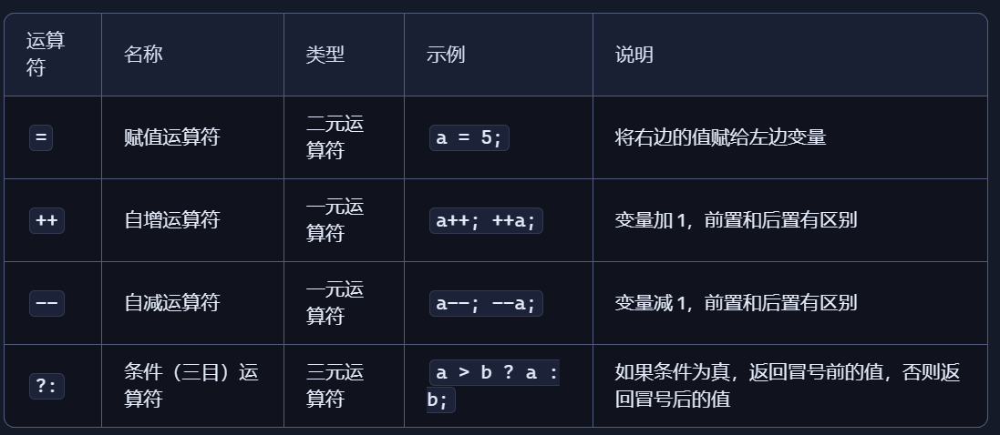 运算
符
名称
类型
示例
说明
=
赋值运算符
二元运
算符
a = 5;
将右边的值赋给左边变量
++
自增运算符
一元运
算符
a++; ++a;
变量加 1，前置和后置有区别
--
自减运算符
一元运
算符
a--; --a;
变量减 1，前置和后置有区别
?:
条件（三目）运
算符
三元运
算符
a > b ? a :
b;
如果条件为真，返回冒号前的值，否则返
回冒号后的值